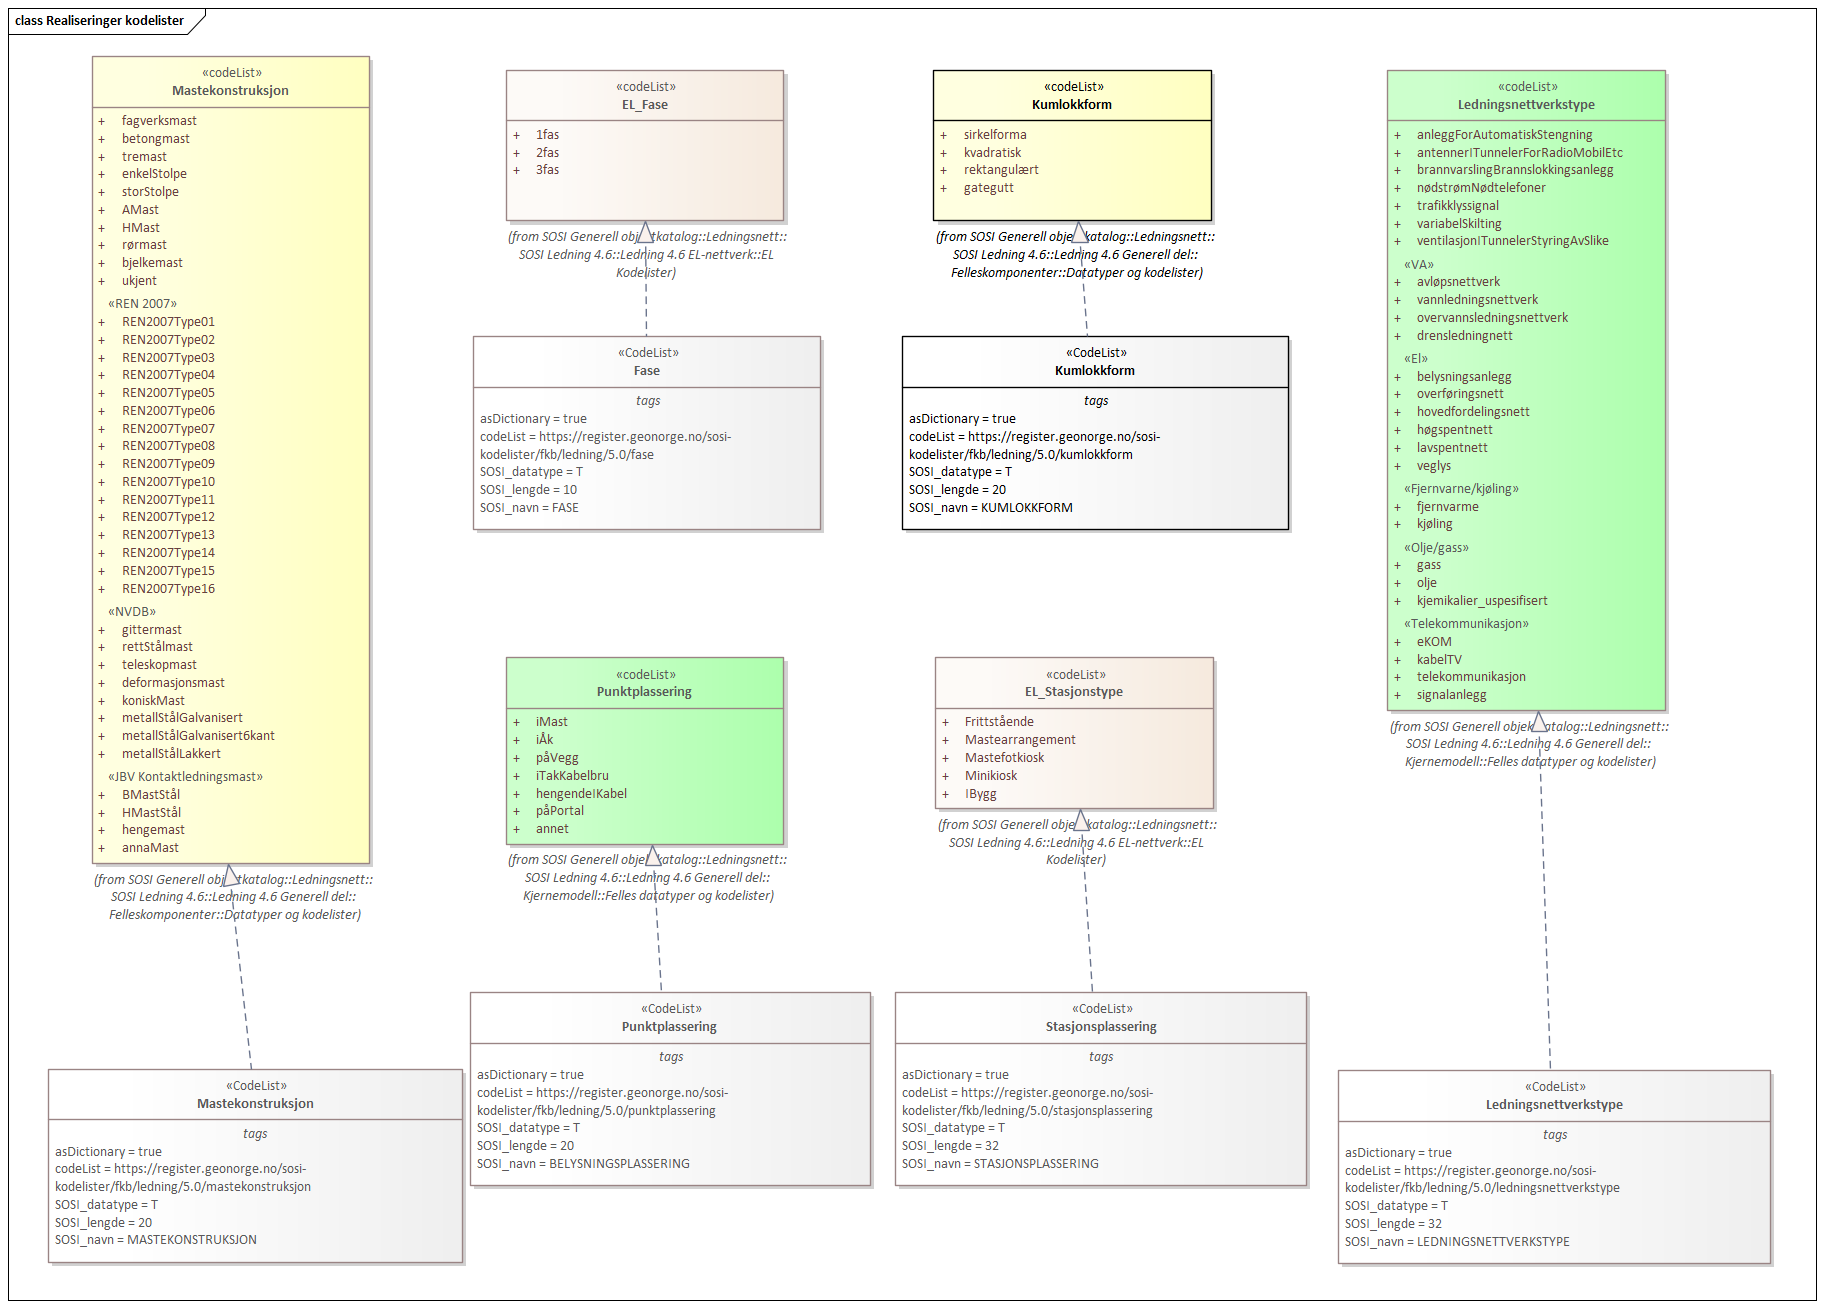 class Realiseringer kodelister
«codeList»
Mastekonstruksjon
+ fagverksmast
+ betongmast
+ tremast
+ enkelStolpe
+ storStolpe
+ AMast
+ HMast
+ rørmast
+ bjelkemast
+ ukjent
«REN 2007»
+ REN2007Type01
+ REN2007Type02
+ REN2007Type03
+ REN2007Type04
+ REN2007Type05
+ REN2007Type06
+ REN2007Type07
+ REN2007Type08
+ REN2007Type09
+ REN2007Type10
+ REN2007Type11
+ REN2007Type12
+ REN2007Type13
+ REN2007Type14
+ REN2007Type15
+ REN2007Type16
«NVDB»
+ gittermast
+ rettStålmast
+ teleskopmast
+ deformasjonsmast
+ koniskMast
+ metallStålGalvanisert
+ metallStålGalvanisert6kant
+ metallStålLakkert
«JBV Kontaktledningsmast»
+ BMastStål
+ HMastStål
+ hengemast
+ annaMast
(from SOSI Generell objektkatalog::Ledningsnett::
SOSI Ledning 4.6::Ledning 4.6 Generell del::
Felleskomponenter::Datatyper og kodelister)
«CodeList»
Mastekonstruksjon
tags
asDictionary = true
codeList = https://register.geonorge.no/sosi-
kodelister/fkb/ledning/5.0/mastekonstruksjon
SOSI_datatype = T
SOSI_lengde = 20
SOSI_navn = MASTEKONSTRUKSJON
«codeList»
EL_Fase
+ 1fas
+ 2fas
+ 3fas
(from SOSI Generell objektkatalog::Ledningsnett::
SOSI Ledning 4.6::Ledning 4.6 EL-nettverk::EL
Kodelister)
«CodeList»
Fase
tags
asDictionary = true
codeList = https://register.geonorge.no/sosi-
kodelister/fkb/ledning/5.0/fase
SOSI_datatype = T
SOSI_lengde = 10
SOSI_navn = FASE
«codeList»
Kumlokkform
+ sirkelforma
+ kvadratisk
+ rektangulært
+ gategutt
(from SOSI Generell objektkatalog::Ledningsnett::
SOSI Ledning 4.6::Ledning 4.6 Generell del::
Felleskomponenter::Datatyper og kodelister)
«CodeList»
Kumlokkform
tags
asDictionary = true
codeList = https://register.geonorge.no/sosi-
kodelister/fkb/ledning/5.0/kumlokkform
SOSI_datatype = T
SOSI_lengde = 20
SOSI_navn = KUMLOKKFORM
«codeList»
Punktplassering
+ iMast
+ iÅk
+ påVegg
+ iTakKabelbru
+ hengendeIKabel
+ påPortal
+ annet
(from SOSI Generell objektkatalog::Ledningsnett::
SOSI Ledning 4.6::Ledning 4.6 Generell del::
Kjernemodell::Felles datatyper og kodelister)
«CodeList»
Punktplassering
tags
asDictionary = true
codeList = https://register.geonorge.no/sosi-
kodelister/fkb/ledning/5.0/punktplassering
SOSI_datatype = T
SOSI_lengde = 20
SOSI_navn = BELYSNINGSPLASSERING
«codeList»
EL_Stasjonstype
+ Frittstående
+ Mastearrangement
+ Mastefotkiosk
+ Minikiosk
+ IBygg
(from SOSI Generell objektkatalog::Ledningsnett::
SOSI Ledning 4.6::Ledning 4.6 EL-nettverk::EL
Kodelister)
«CodeList»
Stasjonsplassering
tags
asDictionary = true
codeList = https://register.geonorge.no/sosi-
kodelister/fkb/ledning/5.0/stasjonsplassering
SOSI_datatype = T
SOSI_lengde = 32
SOSI_navn = STASJONSPLASSERING
«codeList»
Ledningsnettverkstype
+ anleggForAutomatiskStengning
+ antennerITunnelerForRadioMobilEtc
+ brannvarslingBrannslokkingsanlegg
+ nødstrømNødtelefoner
+ trafikklyssignal
+ variabelSkilting
+ ventilasjonITunnelerStyringAvSlike
«VA»
+ avløpsnettverk
+ vannledningsnettverk
+ overvannsledningsnettverk
+ drensledningnett
«El»
+ belysningsanlegg
+ overføringsnett
+ hovedfordelingsnett
+ høgspentnett
+ lavspentnett
+ veglys
«Fjernvarne/kjøling»
+ fjernvarme
+ kjøling
«Olje/gass»
+ gass
+ olje
+ kjemikalier_uspesifisert
«Telekommunikasjon»
+ eKOM
+ kabelTV
+ telekommunikasjon
+ signalanlegg
(from SOSI Generell objektkatalog::Ledningsnett::
SOSI Ledning 4.6::Ledning 4.6 Generell del::
Kjernemodell::Felles datatyper og kodelister)
«CodeList»
Ledningsnettverkstype
tags
asDictionary = true
codeList = https://register.geonorge.no/sosi-
kodelister/fkb/ledning/5.0/ledningsnettverkstype
SOSI_datatype = T
SOSI_lengde = 32
SOSI_navn = LEDNINGSNETTVERKSTYPE